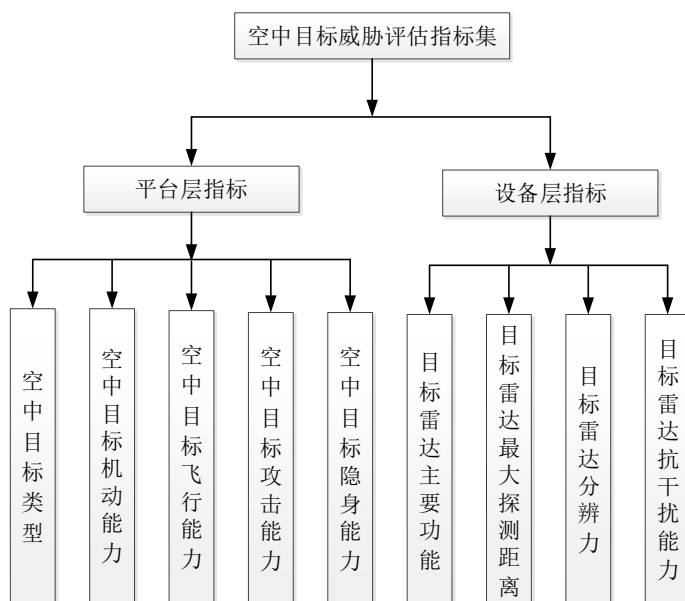 空中目标威胁评估指标集
平台层指标
设备层指标
空中目标类型
空中目标机动能力
空中目标飞行能力
空中目标攻击能力
空中目标隐身能力
目标雷达主要功能
目标雷达最大探测距离
目标雷达分辨力
目标雷达抗干扰能力